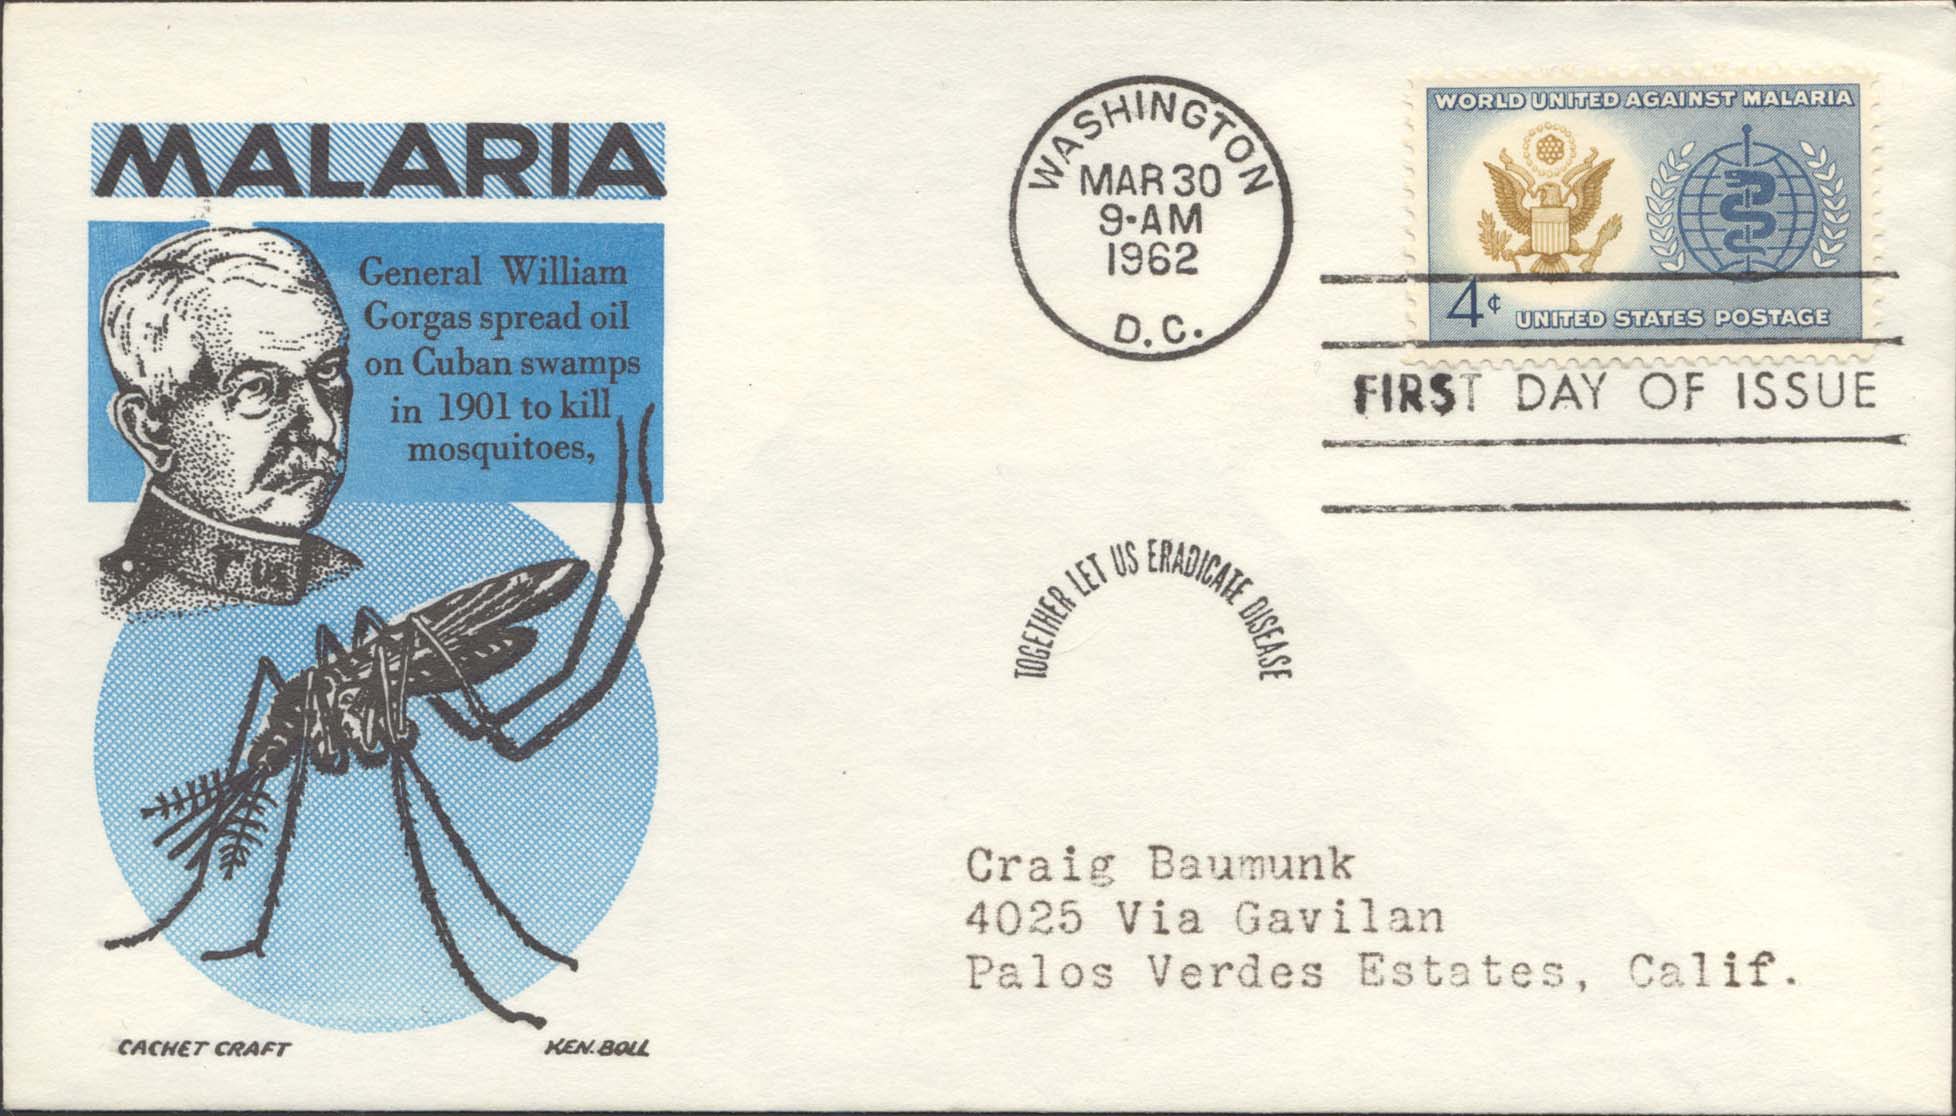 MALARIA
General William
Gorgas spread oil
on Cuban swamps
in 1901 to kill
mosquitoes,
CACHET CRAFT
KEN. BOLL
WASHINGTON
MAR 30
9-AM
1962
D.C.
WORLD UNITED AGAINST MALARIA
4¢
UNITED STATES POSTAGE
FIRST DAY OF ISSUE
TOGETHER LET US ERADICATE DISEASE
Craig Baumunk
4025 Via Gavilan
Palos Verdes Estates, Calif.